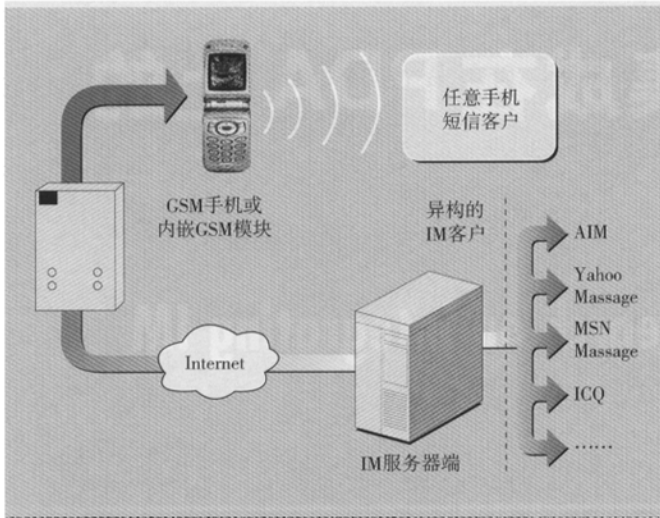 任意手机
短信客户
GSM手机或
内嵌GSM模块
异构的
IM客户
AIM
Yahoo
Massage
MSN
Massage
Internet
ICQ
……
IM服务器端